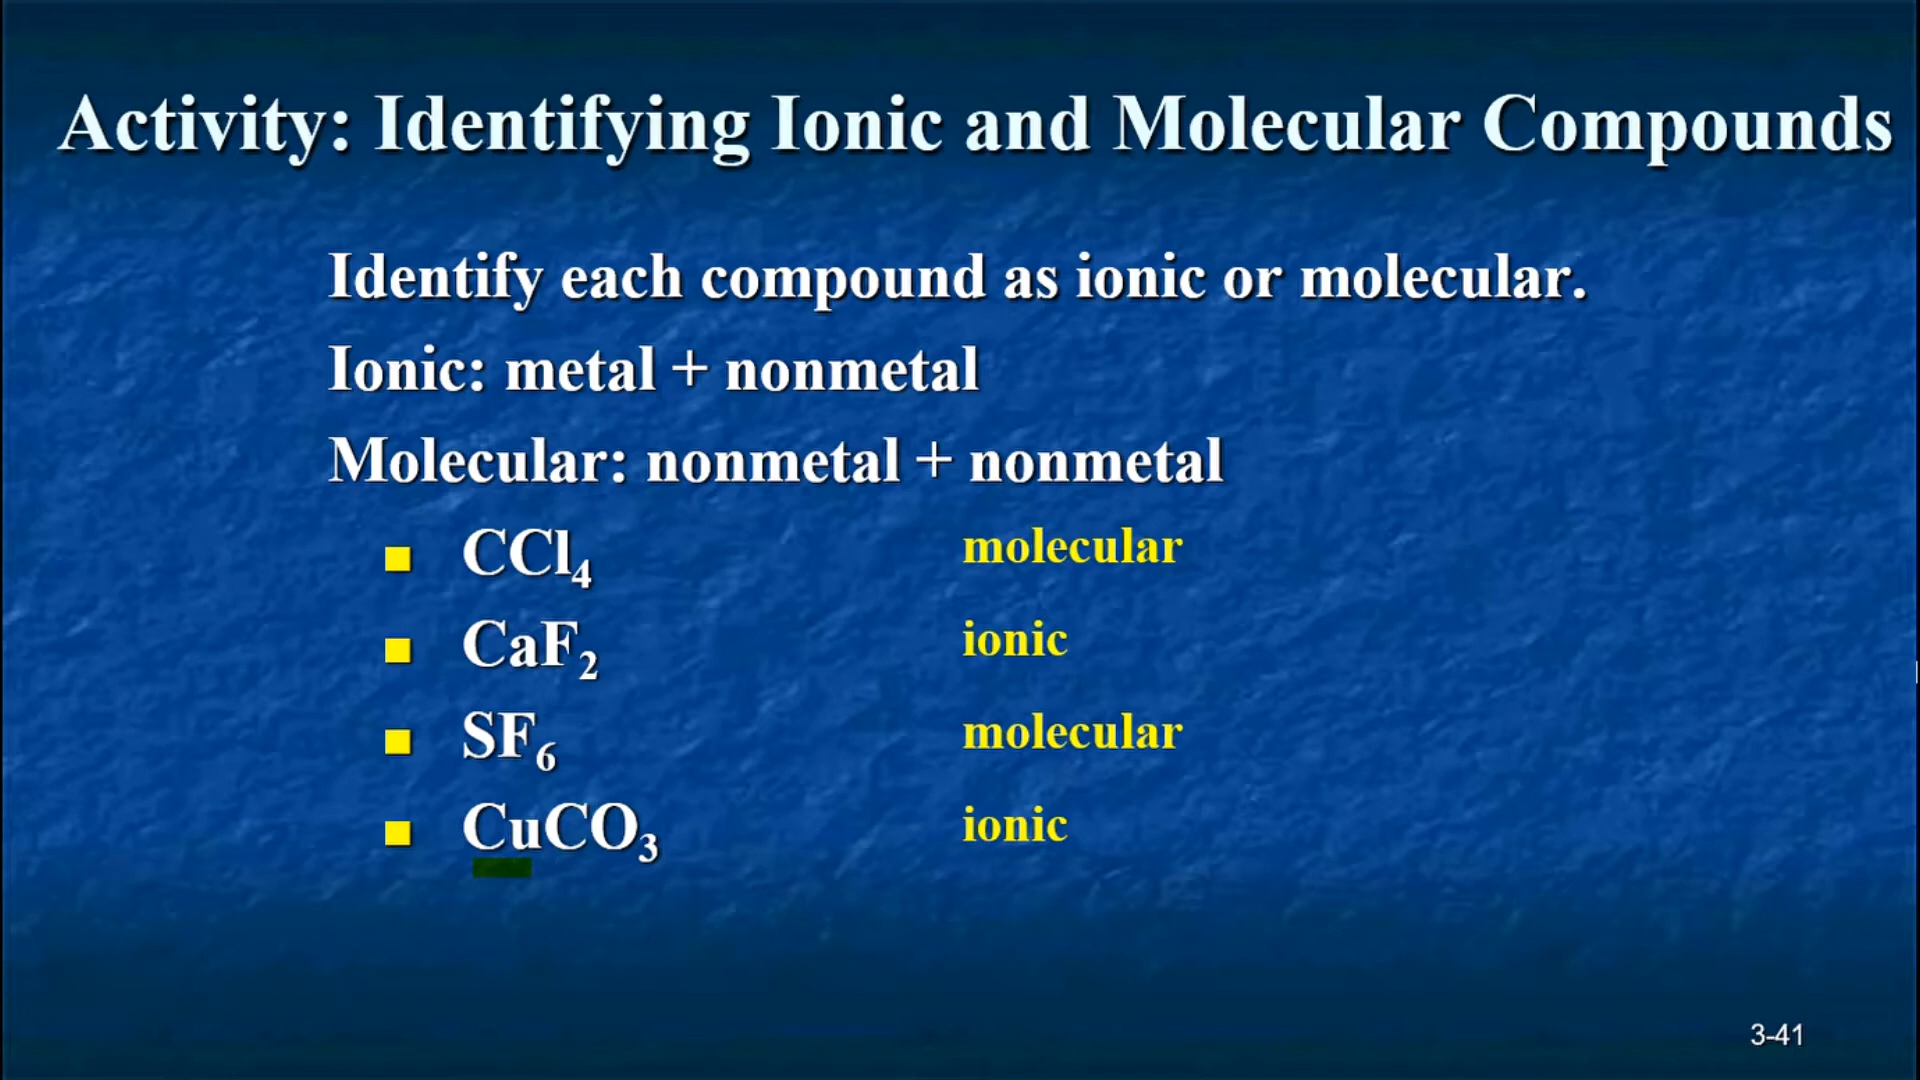 Activity: Identifying Ionic and Molecular Compounds
Identify each compound as ionic or molecular.
Ionic: metal + nonmetal
Molecular: nonmetal + nonmetal
■ CCl₄ molecular
■ CaF₂ ionic
■ SF₆ molecular
■ CuCO₃ ionic
3-41